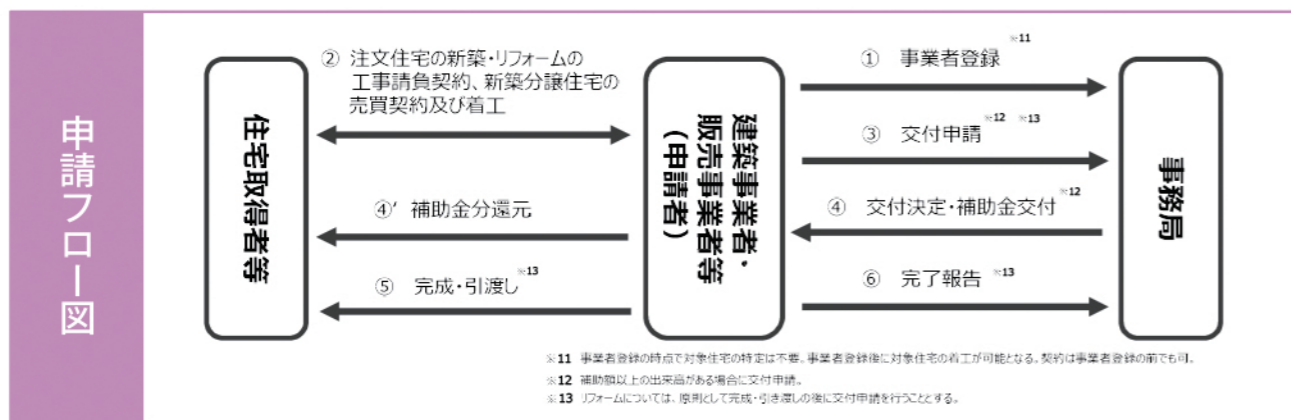 申請フロー図
住宅取得者等
② 注文住宅の新築・リフォームの
工事請負契約、新築分譲住宅の
売買契約及び着工
④’ 補助金分還元
⑤ 完成・引渡し※13
建築事業者・
販売事業者等
（申請者）
① 事業者登録※11
③ 交付申請※12 ※13
④ 交付決定・補助金交付※12
⑥ 完了報告※13
事務局
※11 事業者登録の時点で対象住宅の特定は不要。事業者登録後に対象住宅の着工が可能となる。契約は事業者登録の前でも可。
※12 補助額以上の出来高がある場合に交付申請。
※13 リフォームについては、原則として完成・引き渡しの後に交付申請を行うこととする。